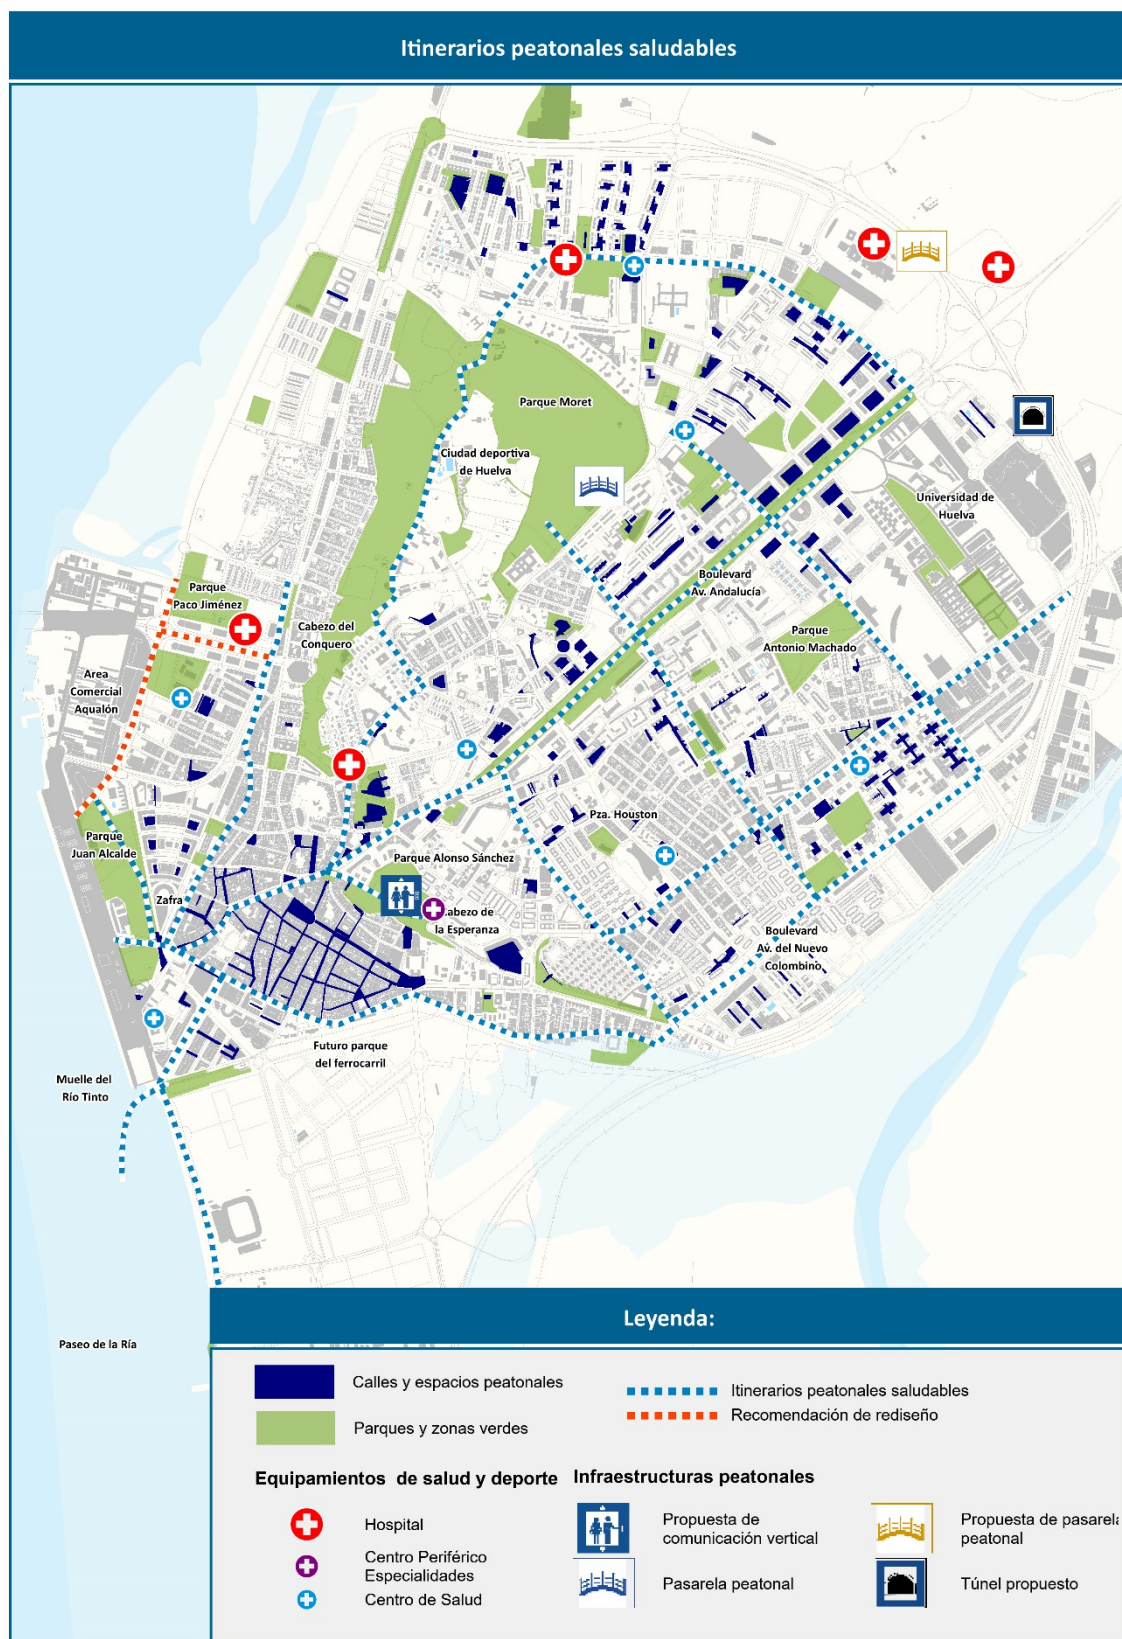 Itinerarios peatonales saludables
Parque Moret
Ciudad deportiva
de Huelva
Universidad de
Huelva
Boulevard
Av. Andalucía
Parque
Paco Jiménez
Cabezo del
Conquero
Parque
Antonio Machado
Area
Comercial
Aqualón
Pza. Houston
Parque
Juan Alcalde
Parque Alonso Sánchez
Zafra
Cabezo de
la Esperanza
Boulevard
Av. del Nuevo
Colombino
Futuro parque
del ferrocarril
Muelle del
Río Tinto
Paseo de la Ría
Leyenda:
Calles y espacios peatonales
Itinerarios peatonales saludables
Parques y zonas verdes
Recomendación de rediseño
Equipamientos de salud y deporte
Infraestructuras peatonales
Hospital
Propuesta de
comunicación vertical
Propuesta de pasarela
peatonal
Centro Periférico
Especialidades
Centro de Salud
Pasarela peatonal
Túnel propuesto